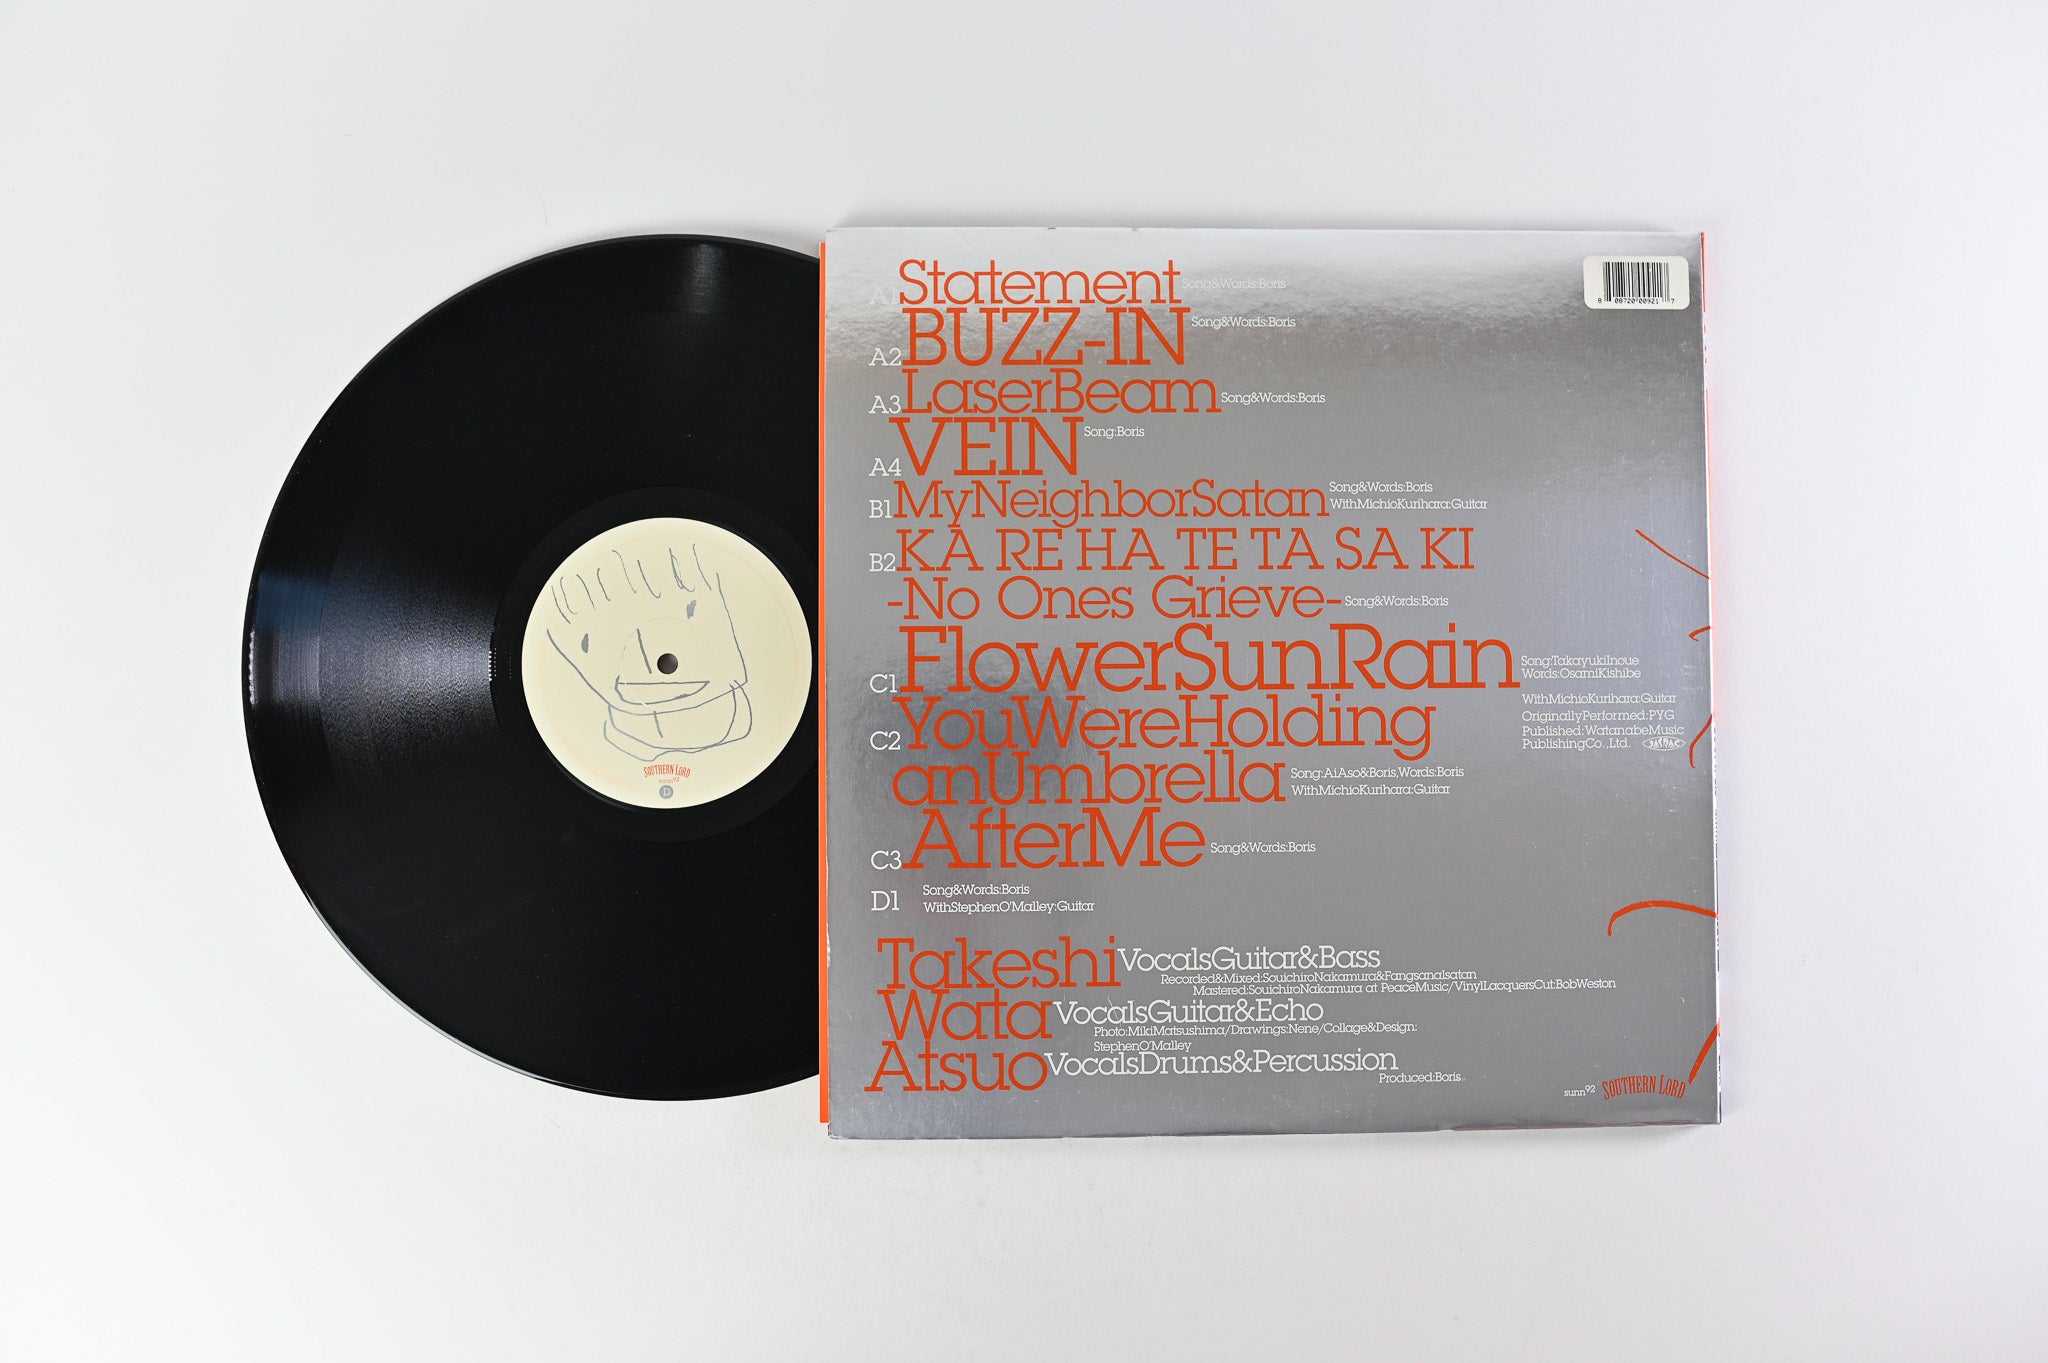 A1 Statement Song&Words:Boris
8 08720 00921 7
A2 BUZZ-IN Song&Words:Boris
A3 LaserBeam Song&Words:Boris
A4 VEIN Song:Boris
B1 MyNeighborSatan Song&Words:Boris
WithMichioKurihara:Guitar
B2 KA RE HA TE TA SA KI
-No Ones Grieve- Song&Words:Boris
C1 FlowerSunRain Song:TakayukiInoue
Words:OsamiKishibe
WithMichioKurihara:Guitar
OriginallyPerformed:PYG
Published:WatanabeMusic
PublishingCo.,Ltd. JASRAC
C2 YouWereHolding
anUmbrella Song:AiAso&Boris,Words:Boris
WithMichioKurihara:Guitar
C3 AfterMe Song&Words:Boris
D1 Song&Words:Boris
WithStephenO'Malley:Guitar
Takeshi VocalsGuitar&Bass
Recorded&Mixed:SouichiroNakamura&Fangsanalsatan
Mastered:SouichiroNakamura at PeaceMusic/VinylLacquersCut:BobWeston
Wata VocalsGuitar&Echo
Photo:MikiMatsushima/Drawings:Nene/Collage&Design:
StephenO'Malley
Atsuo VocalsDrums&Percussion
Produced:Boris.
sunn92 SOUTHERN LORD
SOUTHERN LORD
sunn92
D